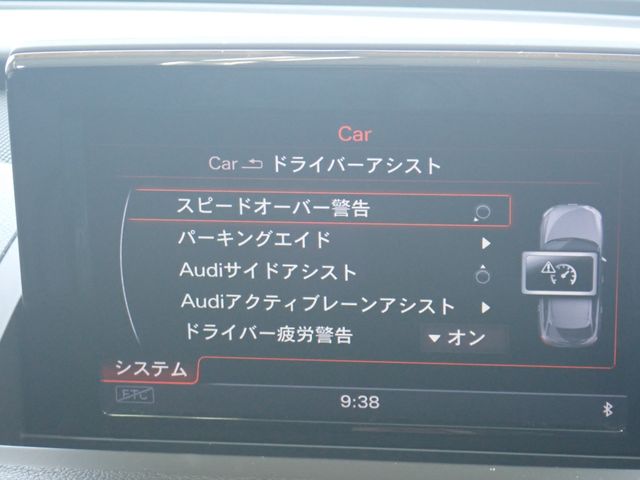 Car
Car ドライバーアシスト
スピードオーバー警告
パーキングエイド
Audiサイドアシスト
Audiアクティブレーンアシスト
ドライバー疲労警告 オン
システム
ETC 9:38